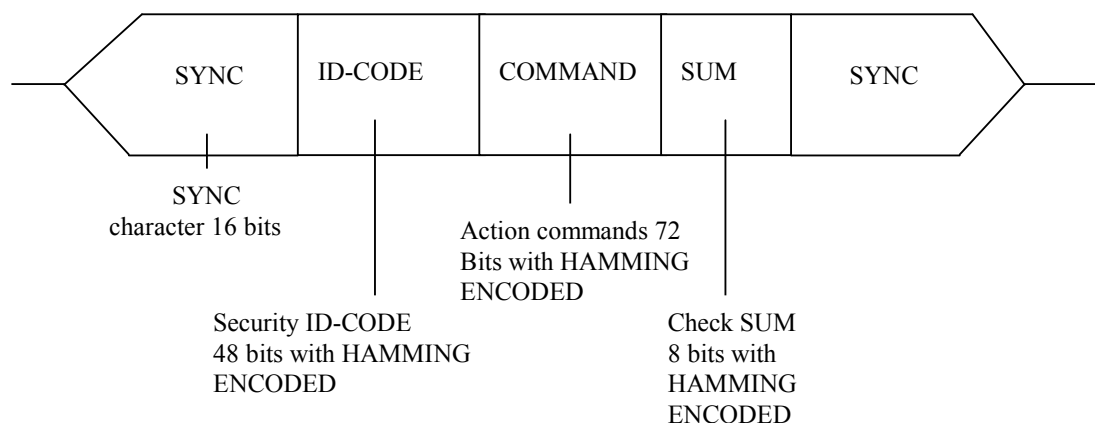 SYNC
ID-CODE
COMMAND
SUM
SYNC
SYNC
character 16 bits
Action commands 72
Bits with HAMMING
ENCODED
Security ID-CODE
48 bits with HAMMING
ENCODED
Check SUM
8 bits with
HAMMING
ENCODED